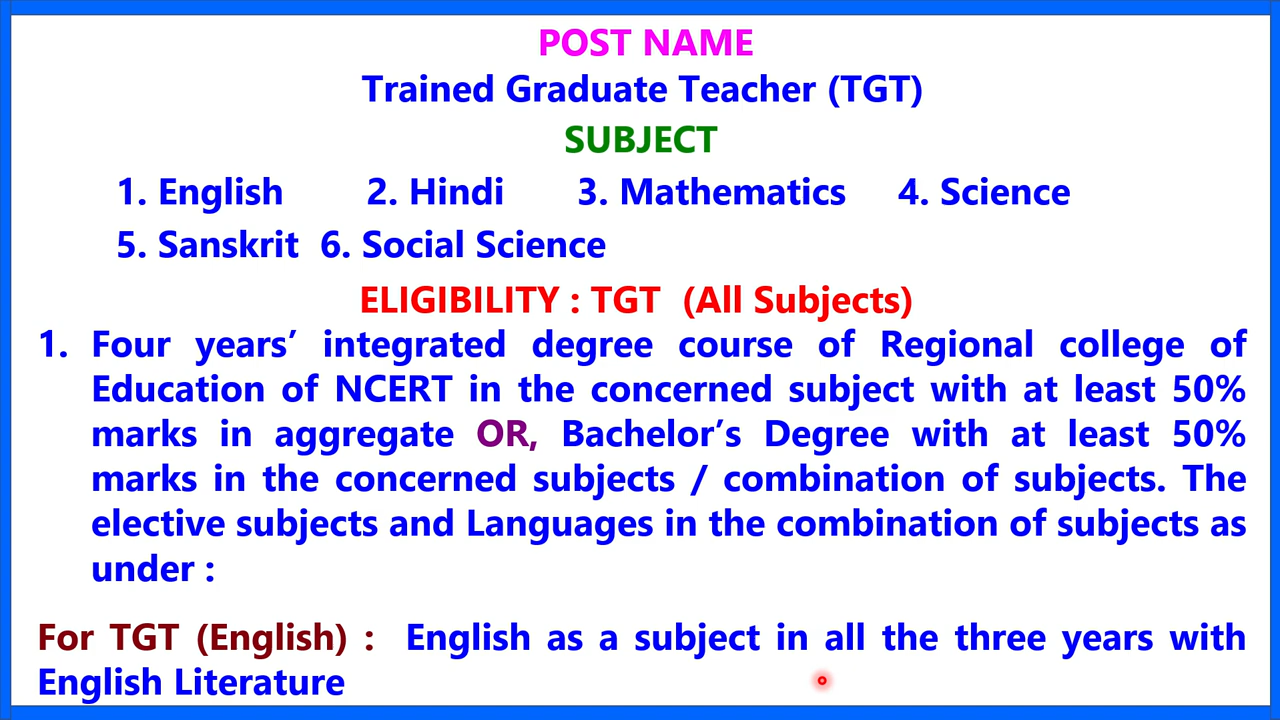 POST NAME
Trained Graduate Teacher (TGT)
SUBJECT
1. English 2. Hindi 3. Mathematics 4. Science
5. Sanskrit 6. Social Science
ELIGIBILITY : TGT (All Subjects)
1. Four years’ integrated degree course of Regional college of
Education of NCERT in the concerned subject with at least 50%
marks in aggregate OR, Bachelor’s Degree with at least 50%
marks in the concerned subjects / combination of subjects. The
elective subjects and Languages in the combination of subjects as
under :
For TGT (English) : English as a subject in all the three years with
English Literature